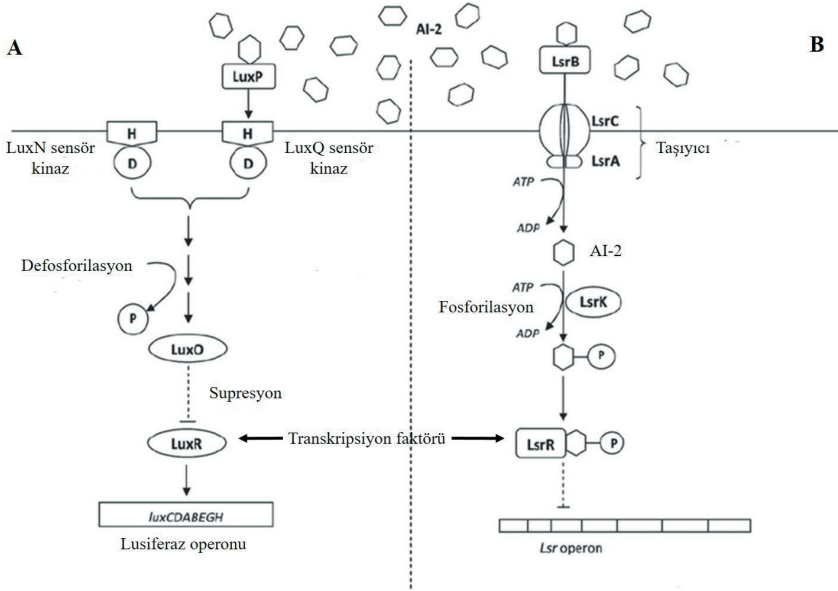 A
AI-2
B
LuxP
LsrB
H
H
LsrC
LuxN sensör
kinaz
D
D
LuxQ sensör
kinaz
LsrA
Taşıyıcı
ATP
ADP
Defosforilasyon
AI-2
P
ATP
Fosforilasyon
LsrK
ADP
LuxO
P
Supresyon
LuxR
Transkripsiyon faktörü
LsrR
P
luxCDABEGH
Lusiferaz operonu
Lsr operon